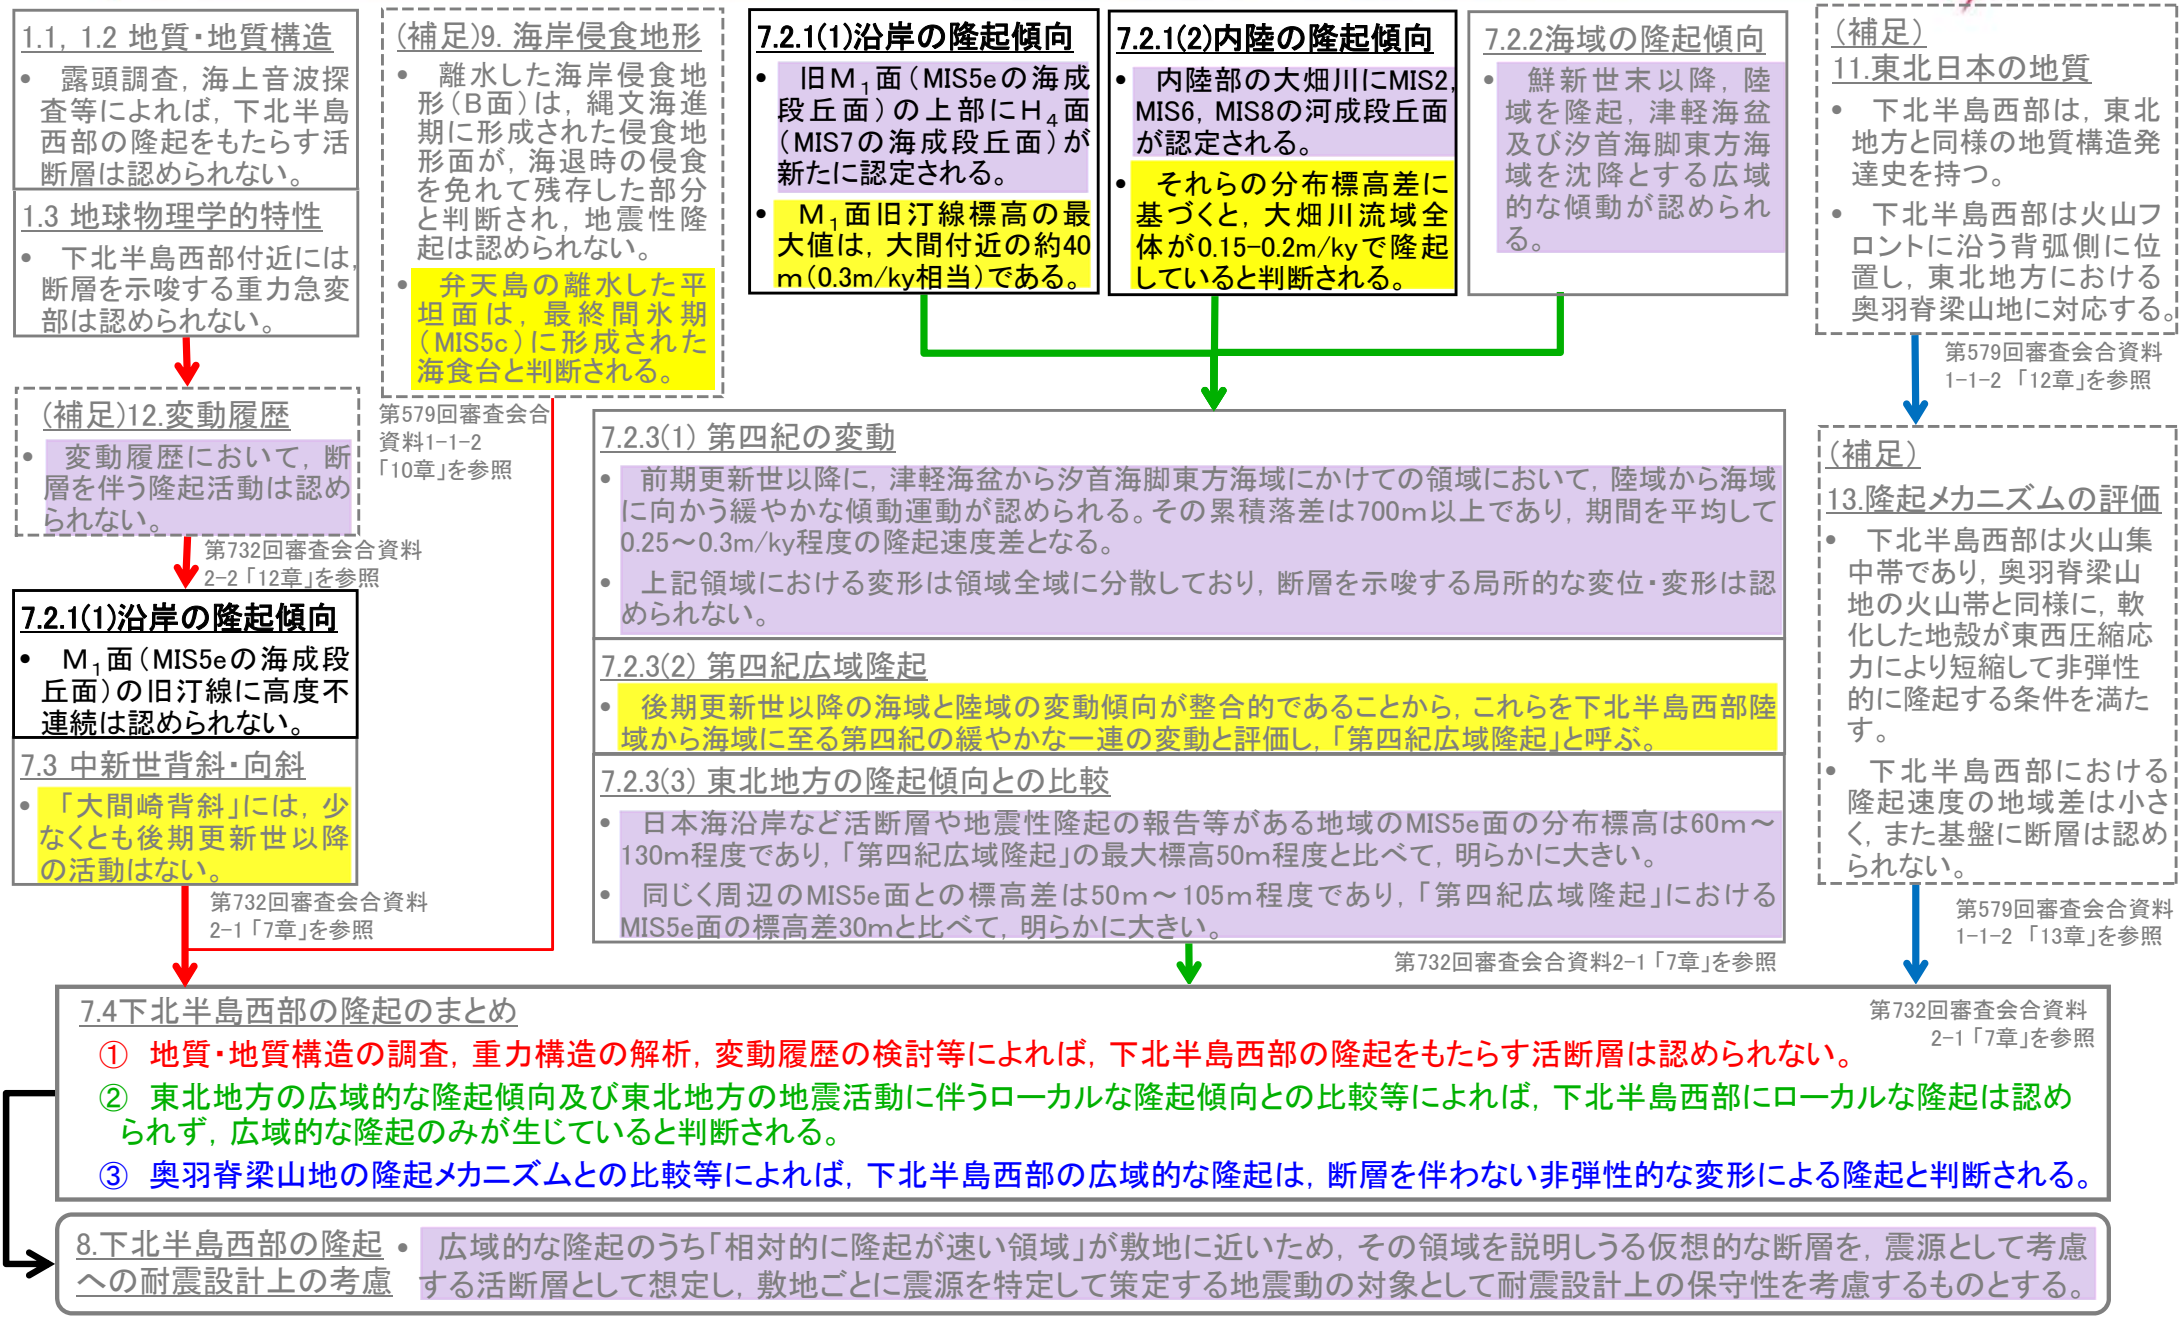 1.1, 1.2 地質・地質構造
• 露頭調査, 海上音波探
査等によれば, 下北半島
西部の隆起をもたらす活
断層は認められない。
1.3 地球物理学的特性
• 下北半島西部付近には,
断層を示唆する重力急変
部は認められない。
(補足)12.変動履歴
• 変動履歴において, 断
層を伴う隆起活動は認め
られない。
第732回審査会合資料
2-2「12章」を参照
7.2.1(1)沿岸の隆起傾向
• M₁面(MIS5eの海成段
丘面)の旧汀線に高度不
連続は認められない。
7.3 中新世背斜・向斜
• 「大間崎背斜」には, 少
なくとも後期更新世以降
の活動はない。
第732回審査会合資料
2-1「7章」を参照
(補足)9. 海岸侵食地形
• 離水した海岸侵食地
形(B面)は, 縄文海進
期に形成された侵食地
形面が, 海退時の侵食
を免れて残存した部分
と判断され, 地震性隆
起は認められない。
• 弁天島の離水した平
坦面は, 最終間氷期
(MIS5c)に形成された
海食台と判断される。
第579回審査会合
資料1-1-2
「10章」を参照
7.2.1(1)沿岸の隆起傾向
• 旧M₁面(MIS5eの海成
段丘面)の上部にH₄面
(MIS7の海成段丘面)が
新たに認定される。
• M₁面旧汀線標高の最
大値は, 大間付近の約40
m(0.3m/ky相当)である。
7.2.1(2)内陸の隆起傾向
• 内陸部の大畑川にMIS2,
MIS6, MIS8の河成段丘面
が認定される。
• それらの分布標高差に
基づくと, 大畑川流域全
体が0.15-0.2m/kyで隆起
していると判断される。
7.2.2海域の隆起傾向
• 鮮新世末以降, 陸
域を隆起, 津軽海盆
及び汐首海脚東方海
域を沈降とする広域
的な傾動が認められ
る。
7.2.3(1) 第四紀の変動
• 前期更新世以降に, 津軽海盆から汐首海脚東方海域にかけての領域において, 陸域から海域
に向かう緩やかな傾動運動が認められる。その累積落差は700m以上であり, 期間を平均して
0.25～0.3m/ky程度の隆起速度差となる。
• 上記領域における変形は領域全域に分散しており, 断層を示唆する局所的な変位・変形は認
められない。
7.2.3(2) 第四紀広域隆起
• 後期更新世以降の海域と陸域の変動傾向が整合的であることから, これらを下北半島西部陸
域から海域に至る第四紀の緩やかな一連の変動と評価し, 「第四紀広域隆起」と呼ぶ。
7.2.3(3) 東北地方の隆起傾向との比較
• 日本海沿岸など活断層や地震性隆起の報告等がある地域のMIS5e面の分布標高は60m～
130m程度であり, 「第四紀広域隆起」の最大標高50m程度と比べて, 明らかに大きい。
• 同じく周辺のMIS5e面との標高差は50m～105m程度であり, 「第四紀広域隆起」における
MIS5e面の標高差30mと比べて, 明らかに大きい。
第732回審査会合資料2-1「7章」を参照
(補足)
11.東北日本の地質
• 下北半島西部は, 東北
地方と同様の地質構造発
達史を持つ。
• 下北半島西部は火山フ
ロントに沿う背弧側に位
置し, 東北地方における
奥羽脊梁山地に対応する。
第579回審査会合資料
1-1-2 「12章」を参照
(補足)
13.隆起メカニズムの評価
• 下北半島西部は火山集
中帯であり, 奥羽脊梁山
地の火山帯と同様に, 軟
化した地殻が東西圧縮応
力により短縮して非弾性
的に隆起する条件を満た
す。
• 下北半島西部における
隆起速度の地域差は小さ
く, また基盤に断層は認め
られない。
第579回審査会合資料
1-1-2 「13章」を参照
7.4下北半島西部の隆起のまとめ
第732回審査会合資料
2-1「7章」を参照
① 地質・地質構造の調査, 重力構造の解析, 変動履歴の検討等によれば, 下北半島西部の隆起をもたらす活断層は認められない。
② 東北地方の広域的な隆起傾向及び東北地方の地震活動に伴うローカルな隆起傾向との比較等によれば, 下北半島西部にローカルな隆起は認め
られず, 広域的な隆起のみが生じていると判断される。
③ 奥羽脊梁山地の隆起メカニズムとの比較等によれば, 下北半島西部の広域的な隆起は, 断層を伴わない非弾性的な変形による隆起と判断される。
8.下北半島西部の隆起
への耐震設計上の考慮
• 広域的な隆起のうち「相対的に隆起が速い領域」が敷地に近いため, その領域を説明しうる仮想的な断層を, 震源として考慮
する活断層として想定し, 敷地ごとに震源を特定して策定する地震動の対象として耐震設計上の保守性を考慮するものとする。